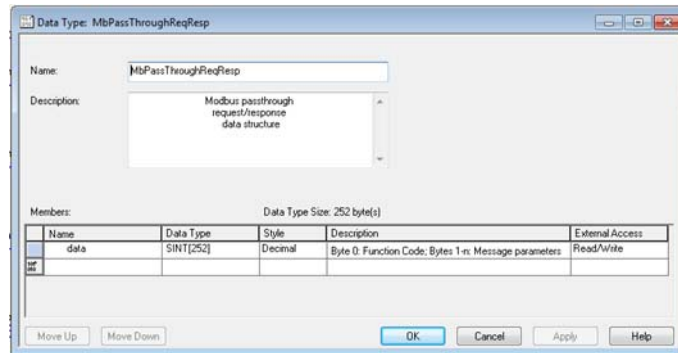 Data Type: MbPassThroughReqResp
Name: MbPassThroughReqResp
Description: Modbus passthrough
request/response
data structure
Members: Data Type Size: 252 byte(s)
Name Data Type Style Description External Access
data SINT[252] Decimal Byte 0: Function Code; Bytes 1-n: Message parameters Read/Write
Move Up Move Down OK Cancel Apply Help